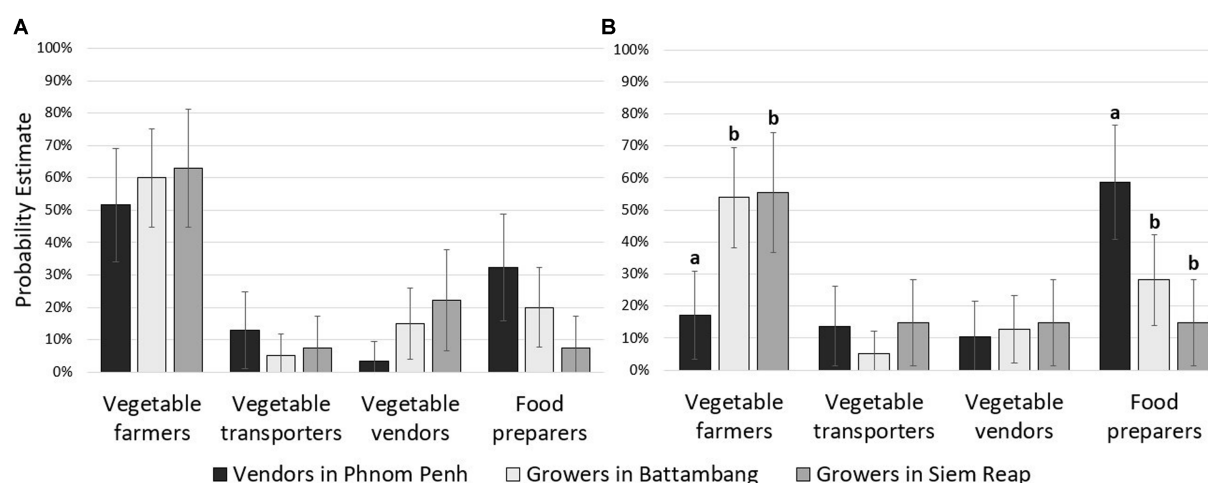 A
B
Probability Estimate
100%
90%
80%
70%
60%
50%
40%
30%
20%
10%
0%
Vegetable farmers
Vegetable transporters
Vegetable vendors
Food preparers
100%
90%
80%
70%
60%
50%
40%
30%
20%
10%
0%
a
b
b
a
b
b
Vegetable farmers
Vegetable transporters
Vegetable vendors
Food preparers
Vendors in Phnom Penh
Growers in Battambang
Growers in Siem Reap